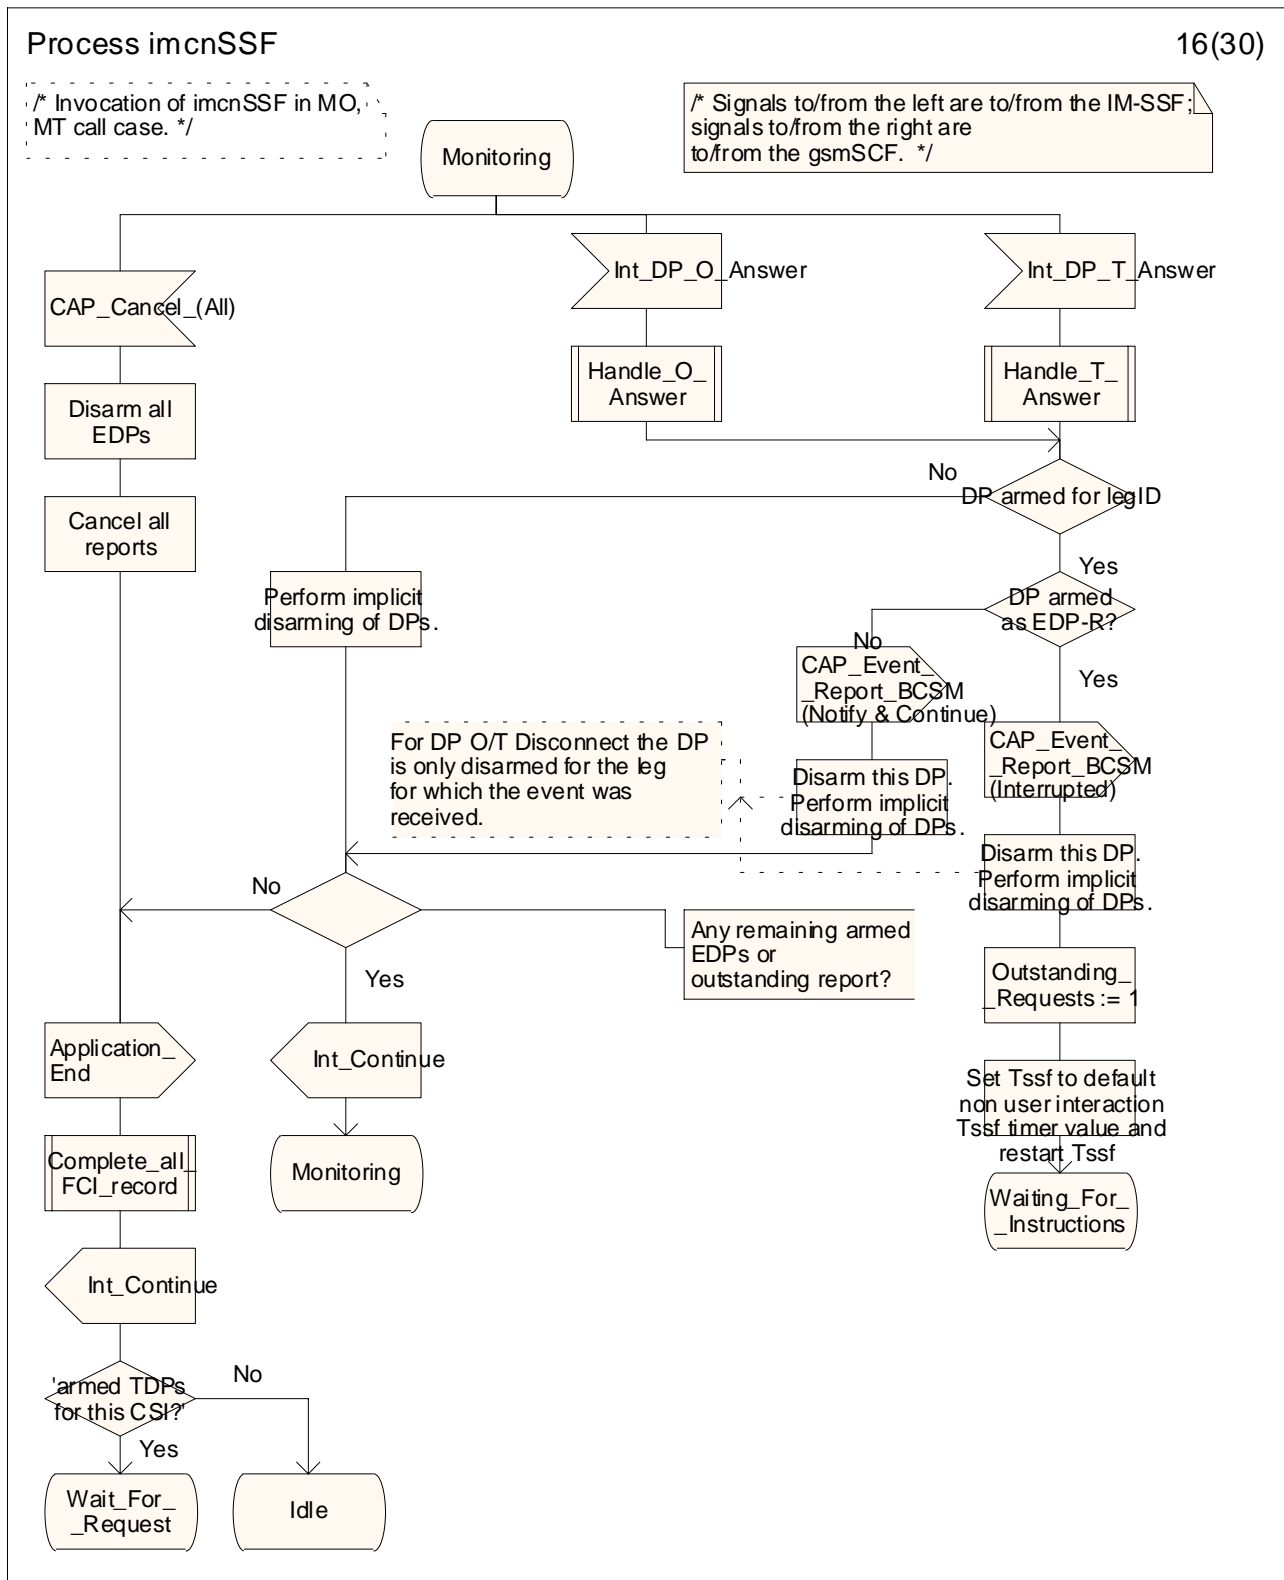 Process imcnSSF
16(30)
/* Invocation of imcnSSF in MO,
MT call case. */
/* Signals to/from the left are to/from the IM-SSF;
signals to/from the right are
to/from the gsmSCF. */
Monitoring
CAP_Cancel_(All)
Int_DP_O_Answer
Int_DP_T_Answer
Disarm all
EDPs
Handle_O_
Answer
Handle_T_
Answer
Cancel all
reports
No
DP armed for legID
Yes
Perform implicit
disarming of DPs.
DP armed
as EDP-R?
No
Yes
CAP_Event_
_Report_BCSM
(Notify & Continue)
CAP_Event_
_Report_BCSM
(Interrupted)
For DP O/T Disconnect the DP
is only disarmed for the leg
for which the event was
received.
Disarm this DP.
Perform implicit
disarming of DPs.
Disarm this DP.
Perform implicit
disarming of DPs.
No
Yes
Any remaining armed
EDPs or
outstanding report?
Outstanding_
_Requests := 1
Application_
End
Int_Continue
Set Tssf to default
non user interaction
Tssf timer value and
restart Tssf
Complete_all_
FCI_record
Monitoring
Waiting_For_
_Instructions
Int_Continue
'armed TDPs
for this CSI?'
No
Yes
Wait_For_
_Request
Idle